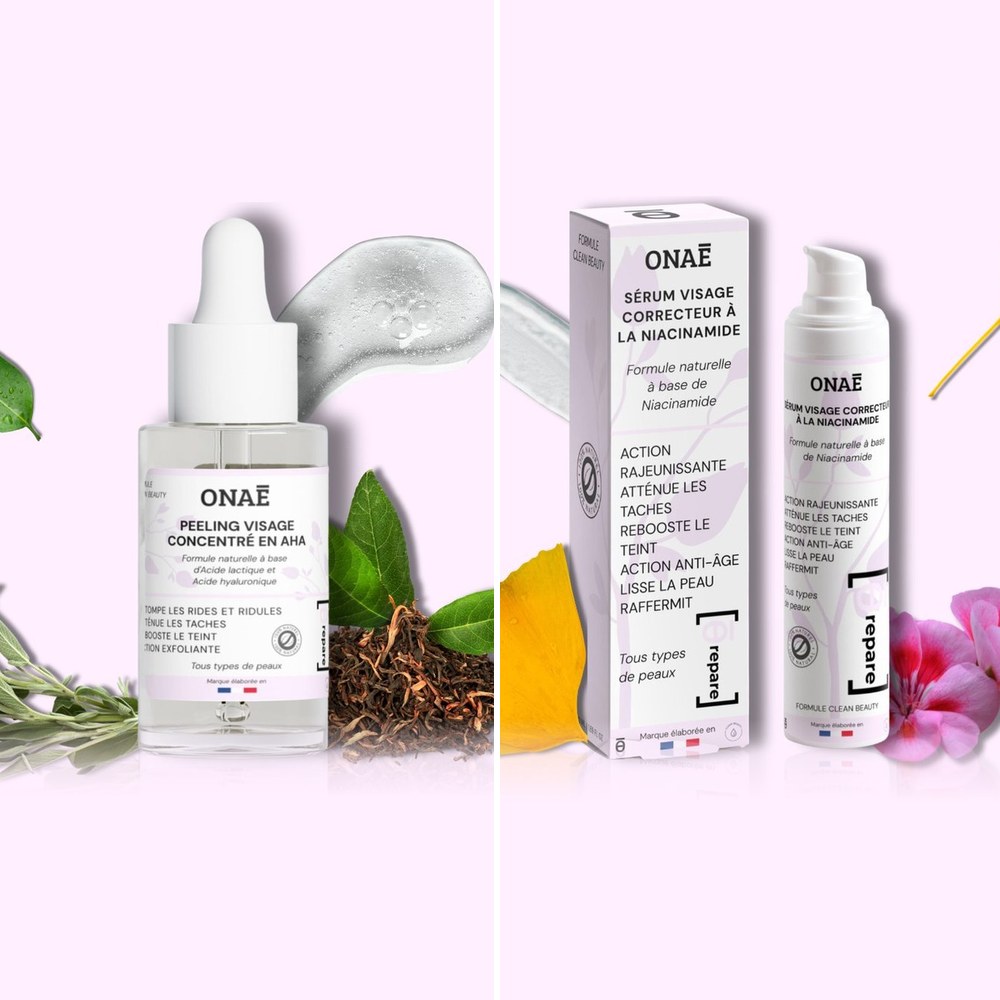 BEAUTY
ONAĒ
PEELING VISAGE
CONCENTRÉ EN AHA
Formule naturelle à base
d'Acide lactique et
Acide hyaluronique
TOMPE LES RIDES ET RIDULES
TÉNUE LES TACHES
BOOSTE LE TEINT
TION EXFOLIANTE
Tous types de peaux
[ē repare]
Marque élaborée en
FORMULE
CLEAN BEAUTY
ONAĒ
SÉRUM VISAGE
CORRECTEUR À
LA NIACINAMIDE
Formule naturelle
à base de
Niacinamide
ACTION
RAJEUNISSANTE
ATTÉNUE LES
TACHES
REBOOSTE LE
TEINT
ACTION ANTI-ÂGE
LISSE LA PEAU
RAFFERMIT
Tous types
de peaux
[ē repare]
Marque élaborée en
ONAĒ
SÉRUM VISAGE CORRECTEUR
À LA NIACINAMIDE
Formule naturelle à base
de Niacinamide
ACTION RAJEUNISSANTE
ATTÉNUE LES TACHES
REBOOSTE LE TEINT
ACTION ANTI-ÂGE
LISSE LA PEAU
RAFFERMIT
Tous types
de peaux
[ē repare]
FORMULE CLEAN BEAUTY
Marque élaborée en